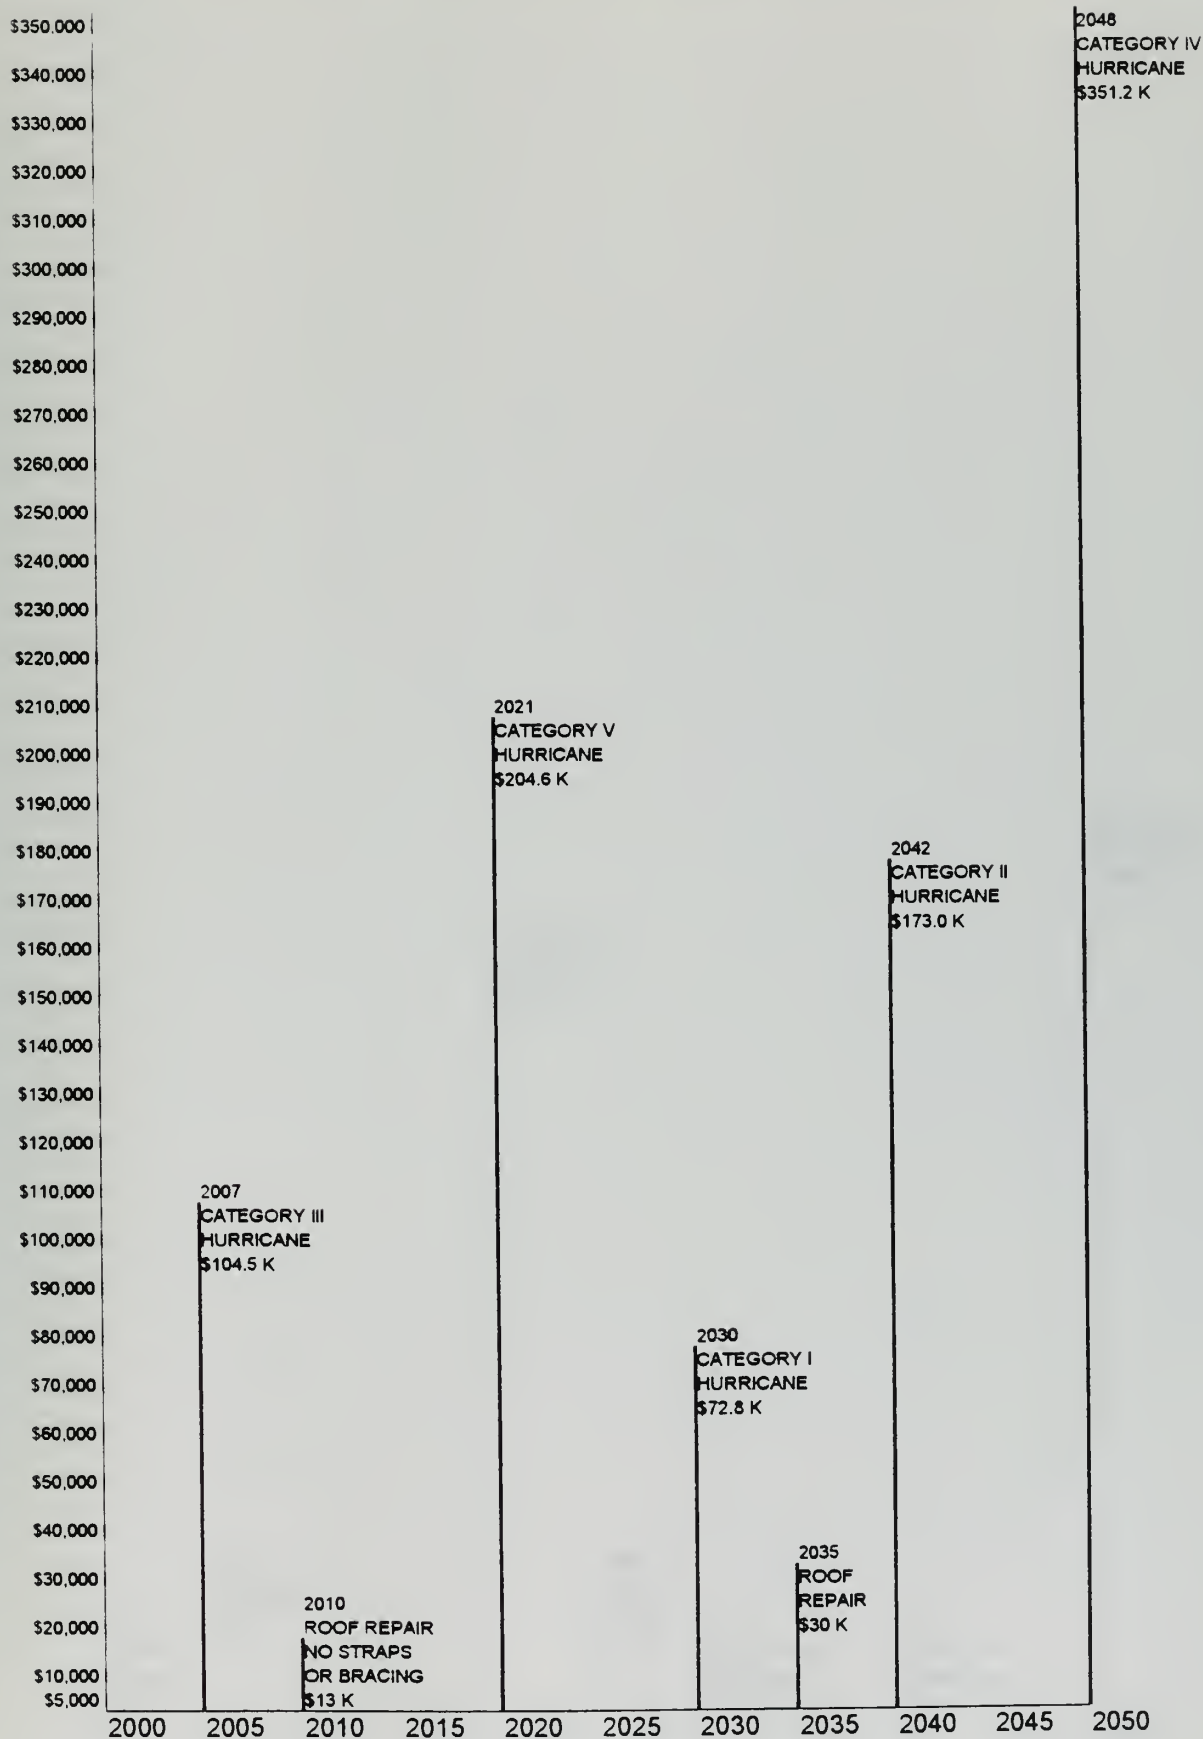 $350,000
$340,000
$330,000
$320,000
$310,000
$300,000
$290,000
$280,000
$270,000
$260,000
$250,000
$240,000
$230,000
$220,000
$210,000
$200,000
$190,000
$180,000
$170,000
$160,000
$150,000
$140,000
$130,000
$120,000
$110,000
$100,000
$90,000
$80,000
$70,000
$60,000
$50,000
$40,000
$30,000
$20,000
$10,000
$5,000
2007
CATEGORY III
HURRICANE
$104.5 K
2010
ROOF REPAIR
NO STRAPS
OR BRACING
$13 K
2021
CATEGORY V
HURRICANE
$204.6 K
2030
CATEGORY I
HURRICANE
$72.8 K
2035
ROOF
REPAIR
$30 K
2042
CATEGORY II
HURRICANE
$173.0 K
2048
CATEGORY IV
HURRICANE
$351.2 K
2000 2005 2010 2015 2020 2025 2030 2035 2040 2045 2050